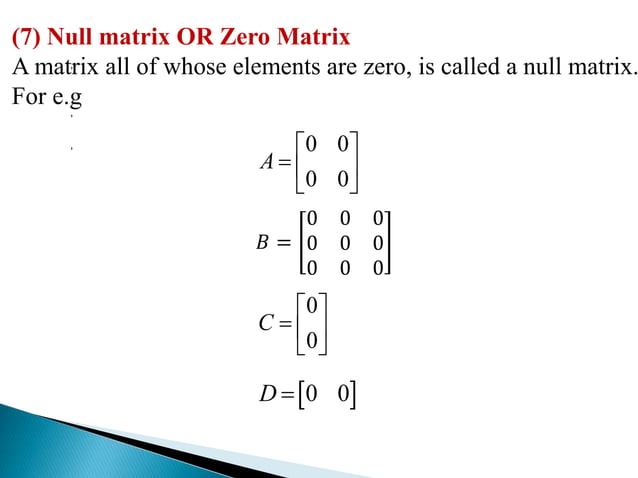 (7) Null matrix OR Zero Matrix
A matrix all of whose elements are zero, is called a null matrix.
For e.g
A = [0 0
0 0]
B = [0 0 0
0 0 0
0 0 0]
C = [0
0]
D = [0 0]